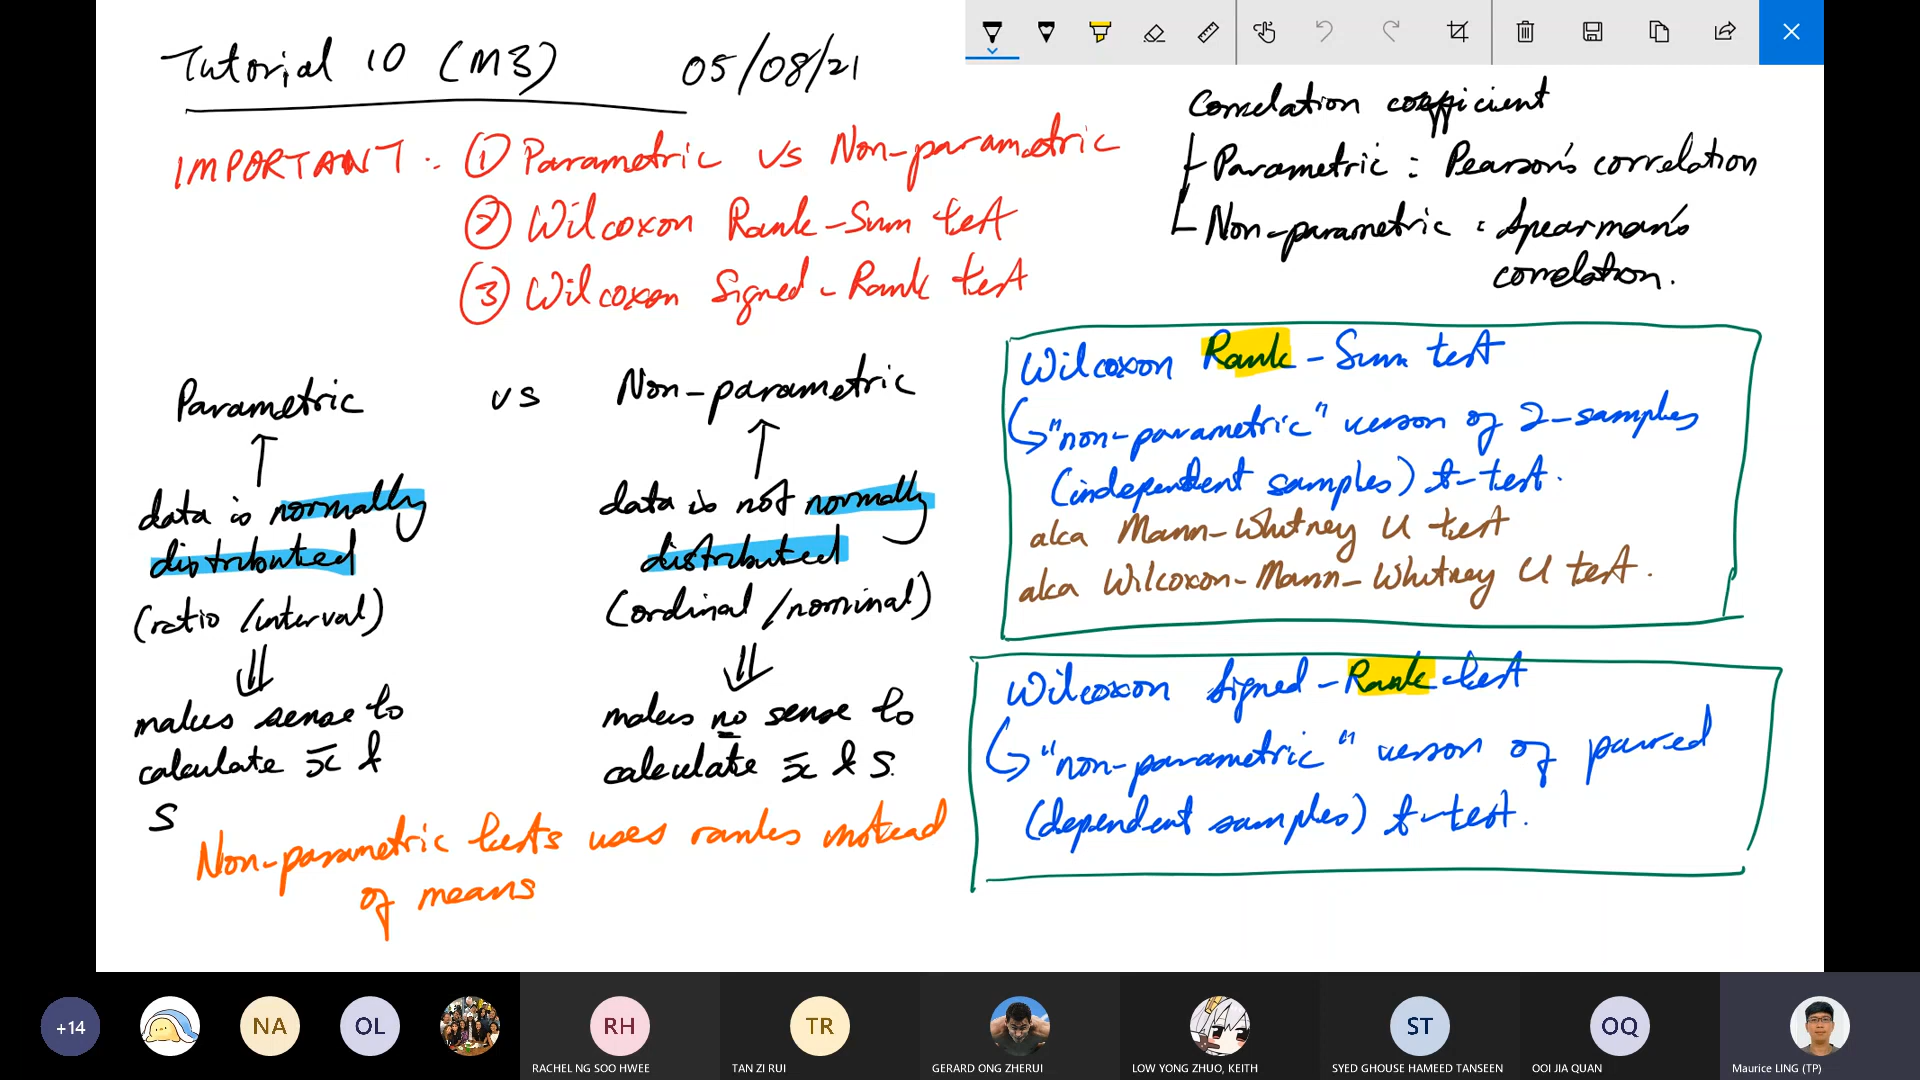 Tutorial 10 (M3) 05/08/21
IMPORTANT : ① Parametric vs Non-parametric
② Wilcoxon Rank-Sum test
③ Wilcoxon Signed-Rank test
Correlation coefficient
Parametric : Pearson's correlation
Non-parametric : Spearman's
correlation.
Parametric vs Non-parametric
data is normally
distributed
(ratio/interval)
makes sense to
calculate x̄ &
s
data is not normally
distributed
(ordinal/nominal)
makes no sense to
calculate x̄ & s.
Non-parametric tests uses ranks instead
of means
Wilcoxon Rank-Sum test
"non-parametric" verson of 2-samples
(independent samples) t-test.
aka Mann-Whitney U test
aka Wilcoxon-Mann-Whitney U test.
Wilcoxon Signed-Rank test
"non-parametric" verson of paired
(dependent samples) t-test.
+14
NA
OL
RH
RACHEL NG SOO HWEE
TR
TAN ZI RUI
GERARD ONG ZHERUI
LOW YONG ZHUO, KEITH
ST
SYED GHOUSE HAMEED TANSEEN
OQ
OOI JIA QUAN
Maurice LING (TP)